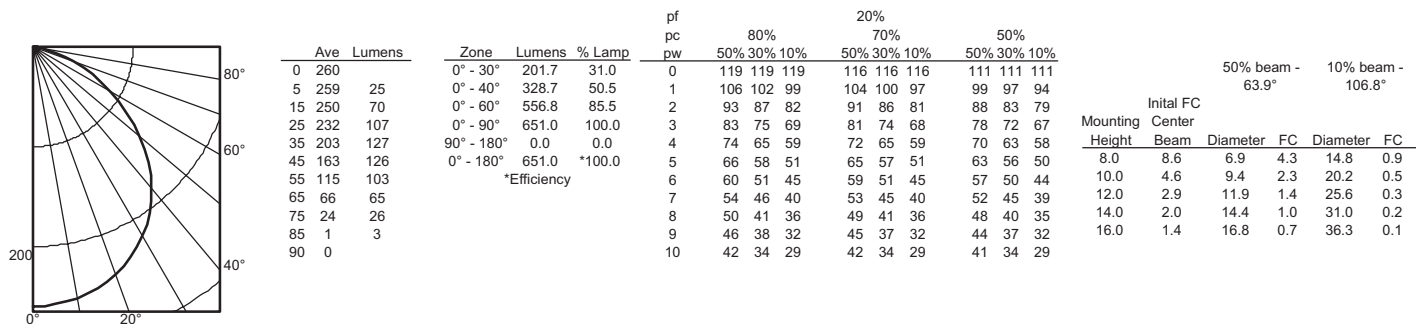 80°
60°
40°
200
0° 20°
Ave Lumens
0 260
5 259 25
15 250 70
25 232 107
35 203 127
45 163 126
55 115 103
65 66 65
75 24 26
85 1 3
90 0
Zone Lumens % Lamp
0° - 30° 201.7 31.0
0° - 40° 328.7 50.5
0° - 60° 556.8 85.5
0° - 90° 651.0 100.0
90° - 180° 0.0 0.0
0° - 180° 651.0 *100.0
*Efficiency
pf 20%
pc 80% 70% 50%
pw 50% 30% 10% 50% 30% 10% 50% 30% 10%
0 119 119 119 116 116 116 111 111 111
1 106 102 99 104 100 97 99 97 94
2 93 87 82 91 86 81 88 83 79
3 83 75 69 81 74 68 78 72 67
4 74 65 59 72 65 59 70 63 58
5 66 58 51 65 57 51 63 56 50
6 60 51 45 59 51 45 57 50 44
7 54 46 40 53 45 40 52 45 39
8 50 41 36 49 41 36 48 40 35
9 46 38 32 45 37 32 44 37 32
10 42 34 29 42 34 29 41 34 29
50% beam - 10% beam -
63.9° 106.8°
Inital FC
Mounting Center
Height Beam Diameter FC Diameter FC
8.0 8.6 6.9 4.3 14.8 0.9
10.0 4.6 9.4 2.3 20.2 0.5
12.0 2.9 11.9 1.4 25.6 0.3
14.0 2.0 14.4 1.0 31.0 0.2
16.0 1.4 16.8 0.7 36.3 0.1